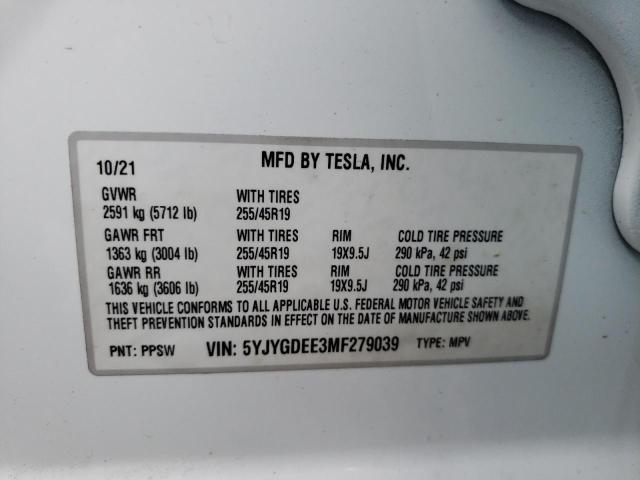 10/21 MFD BY TESLA, INC.
GVWR WITH TIRES
2591 kg (5712 lb) 255/45R19
GAWR FRT WITH TIRES RIM COLD TIRE PRESSURE
1363 kg (3004 lb) 255/45R19 19X9.5J 290 kPa, 42 psi
GAWR RR WITH TIRES RIM COLD TIRE PRESSURE
1636 kg (3606 lb) 255/45R19 19X9.5J 290 kPa, 42 psi
THIS VEHICLE CONFORMS TO ALL APPLICABLE U.S. FEDERAL MOTOR VEHICLE SAFETY AND
THEFT PREVENTION STANDARDS IN EFFECT ON THE DATE OF MANUFACTURE SHOWN ABOVE.
PNT: PPSW VIN: 5YJYGDEE3MF279039 TYPE: MPV